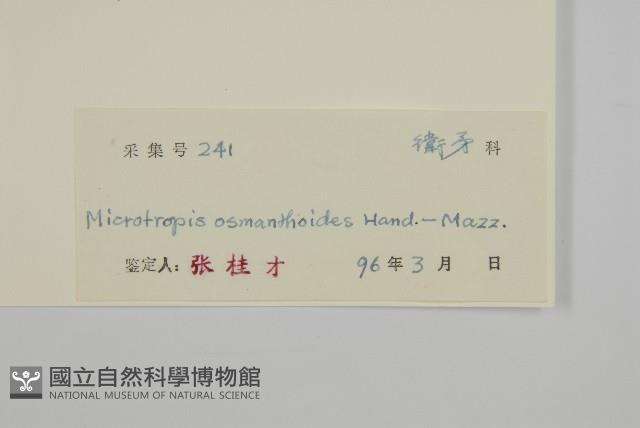 采集号 241 衛矛 科
Microtropis osmanthoides Hand.-Mazz.
鉴定人: 张桂才 96 年 3 月 日
國立自然科學博物館
NATIONAL MUSEUM OF NATURAL SCIENCE